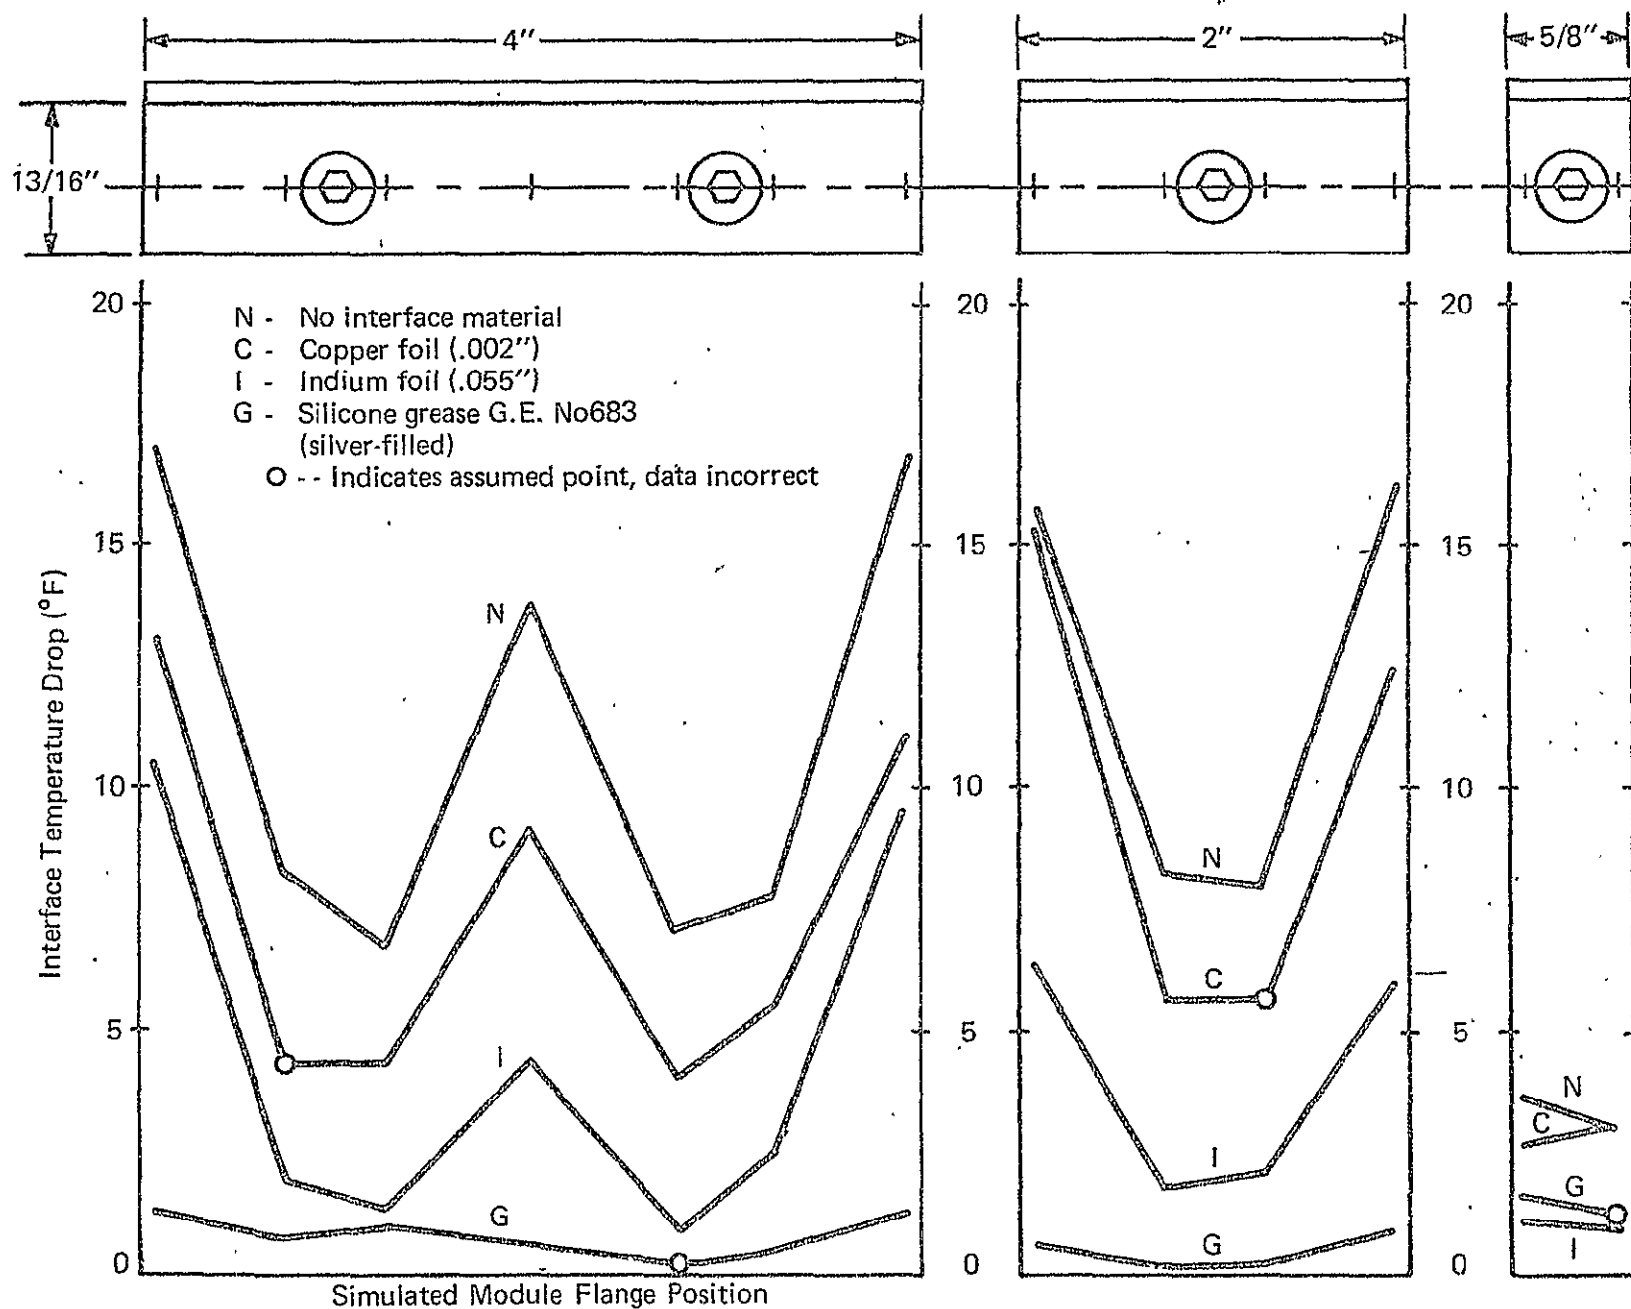 4"
2"
5/8"
13/16"
20
N - No interface material
C - Copper foil (.002")
I - Indium foil (.055")
G - Silicone grease G.E. No683
(silver-filled)
O -- Indicates assumed point, data incorrect
15
10
5
0
Interface Temperature Drop (°F)
N
C
I
G
Simulated Module Flange Position
20
15
10
5
0
N
C
I
G
20
15
10
5
0
N
C
G
I